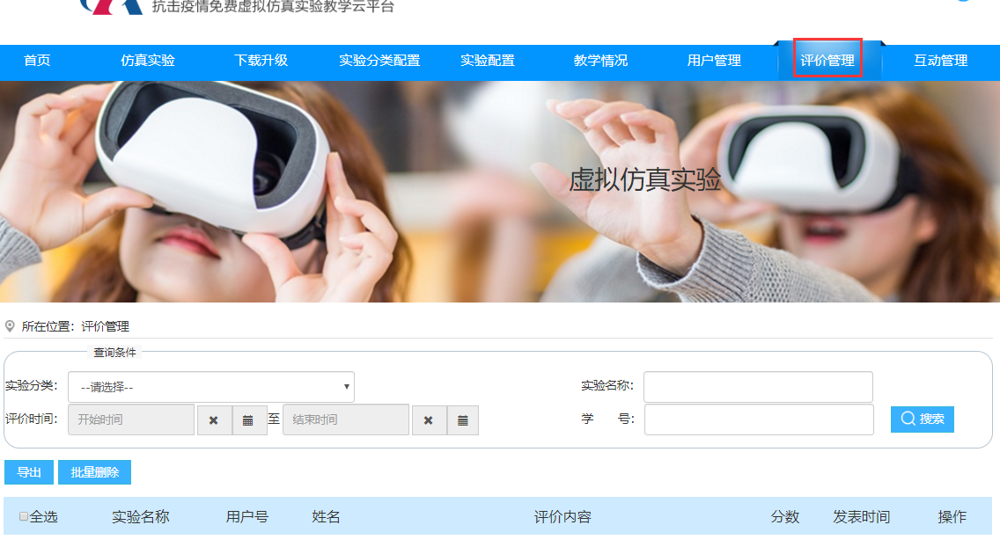 抗击疫情免费虚拟仿真实验教学云平台
首页 仿真实验 下载升级 实验分类配置 实验配置 教学情况 用户管理 评价管理 互动管理
虚拟仿真实验
所在位置：评价管理
查询条件
实验分类： --请选择-- 实验名称：
评价时间： 开始时间 至 结束时间 学 号： 搜索
导出 批量删除
全选 实验名称 用户号 姓名 评价内容 分数 发表时间 操作